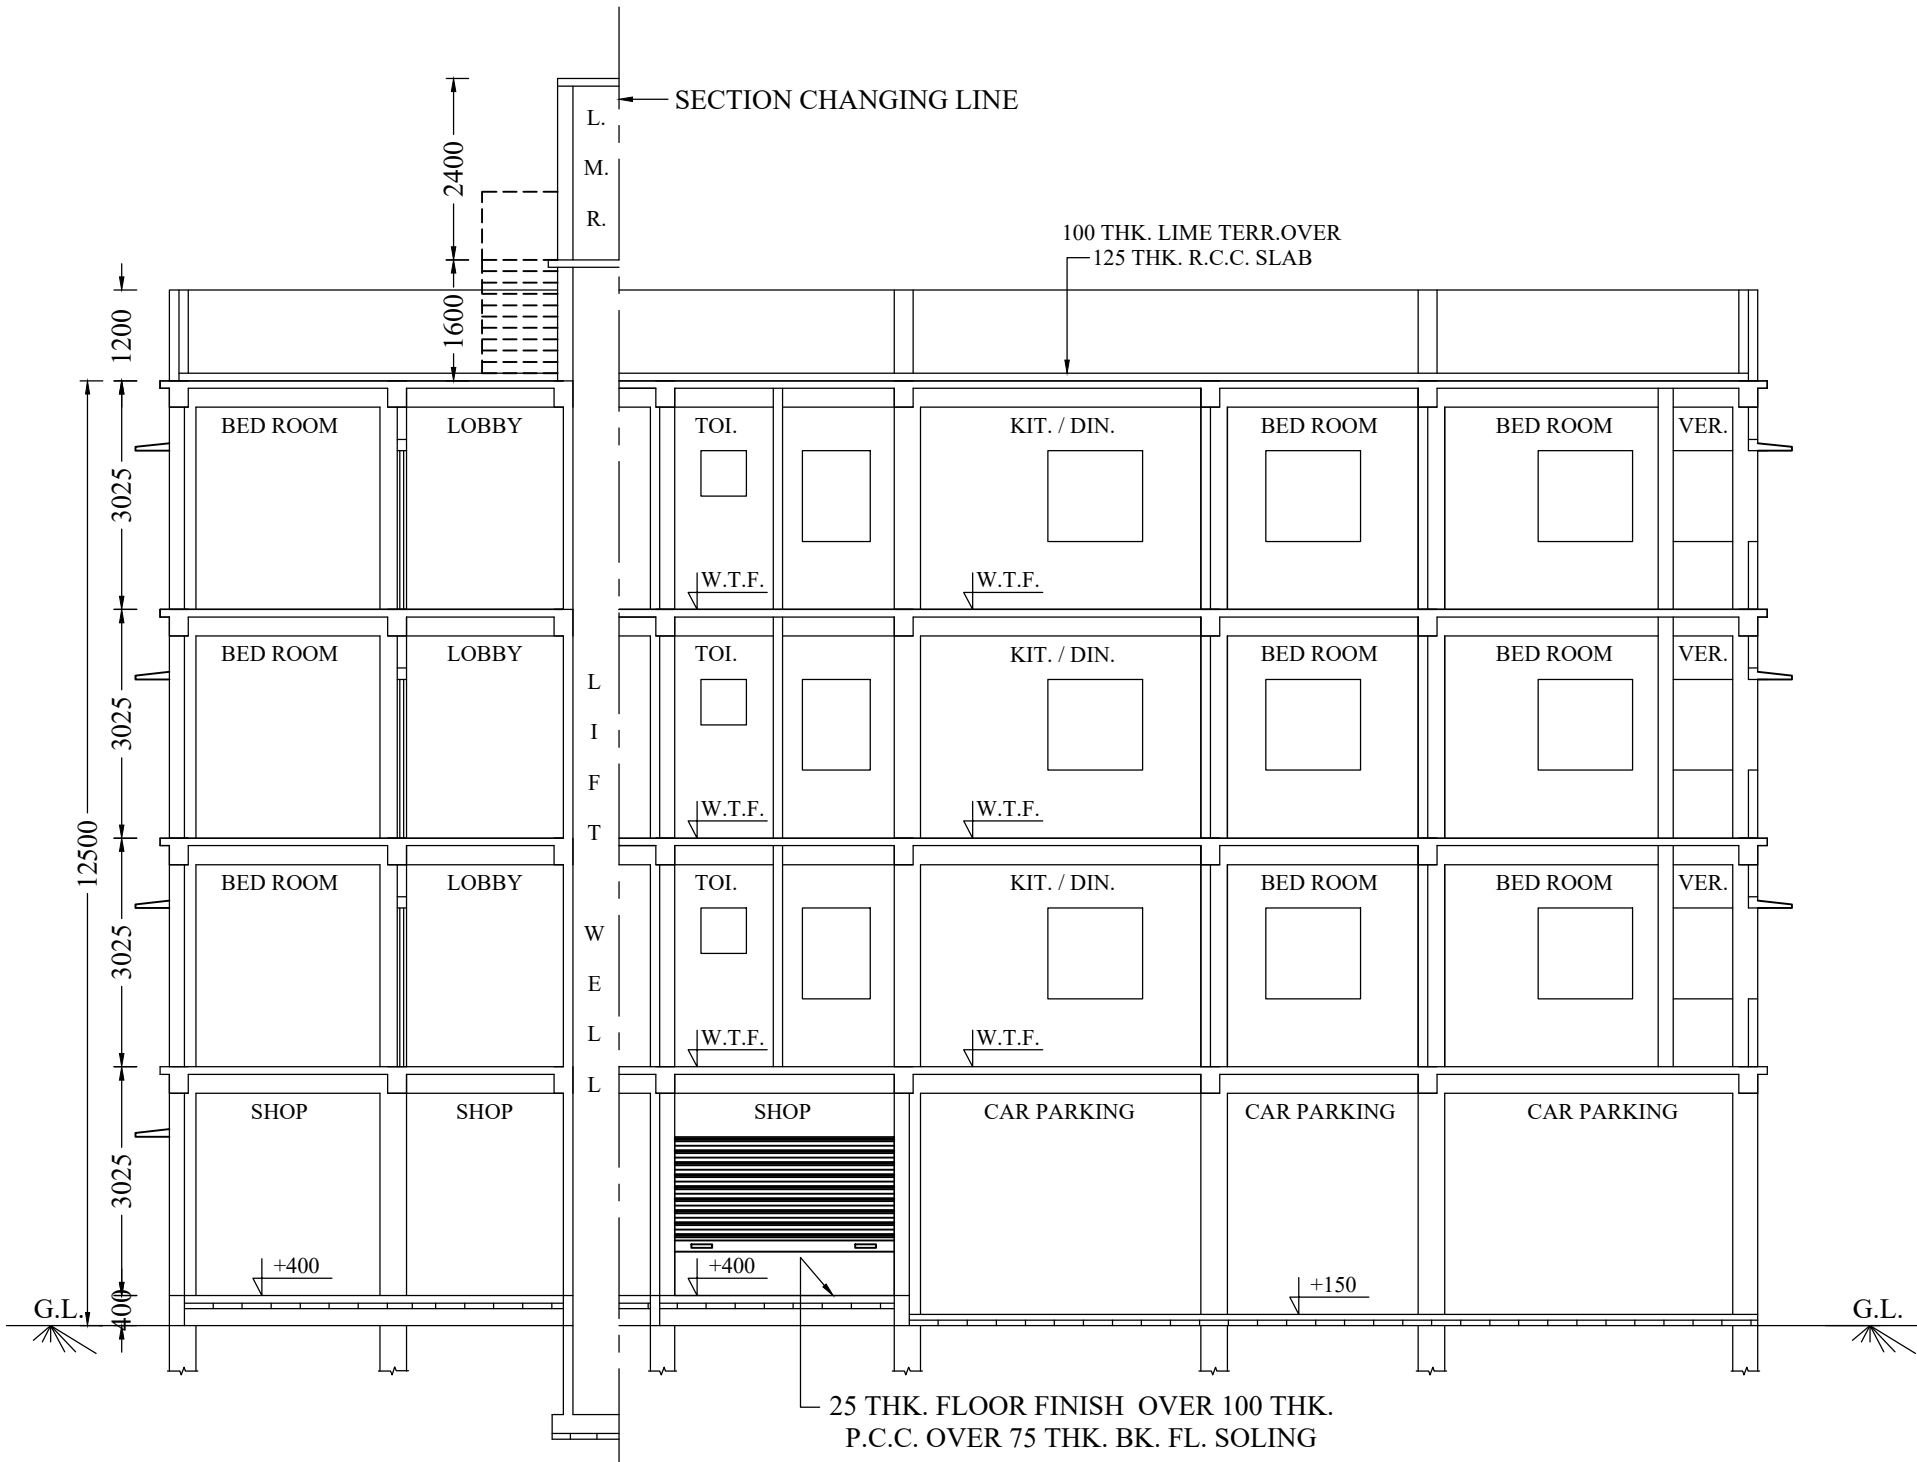 SECTION CHANGING LINE
L.
M.
R.
2400
100 THK. LIME TERR.OVER
125 THK. R.C.C. SLAB
1600
1200
BED ROOM LOBBY TOI. KIT. / DIN. BED ROOM BED ROOM VER.
3025
W.T.F. W.T.F.
BED ROOM LOBBY TOI. KIT. / DIN. BED ROOM BED ROOM VER.
3025
W.T.F. W.T.F.
L
I
F
T
W
E
L
L
12500
BED ROOM LOBBY TOI. KIT. / DIN. BED ROOM BED ROOM VER.
3025
W.T.F. W.T.F.
SHOP SHOP SHOP CAR PARKING CAR PARKING CAR PARKING
3025
+400 +400 +150
400
G.L. G.L.
25 THK. FLOOR FINISH OVER 100 THK.
P.C.C. OVER 75 THK. BK. FL. SOLING